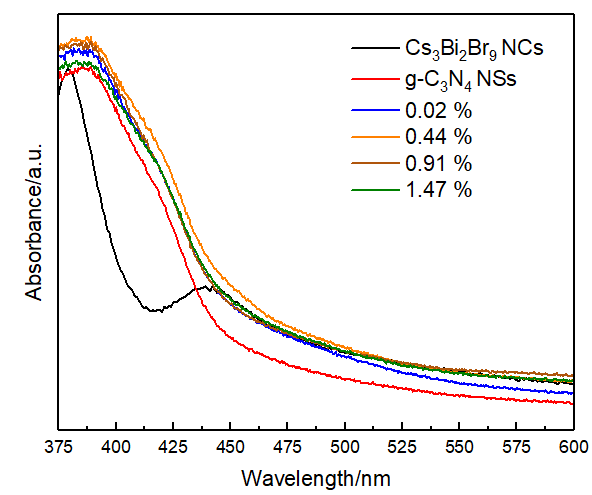 Cs₃Bi₂Br₉ NCs
g-C₃N₄ NSs
0.02 %
0.44 %
0.91 %
1.47 %
Absorbance/a.u.
375 400 425 450 475 500 525 550 575 600
Wavelength/nm